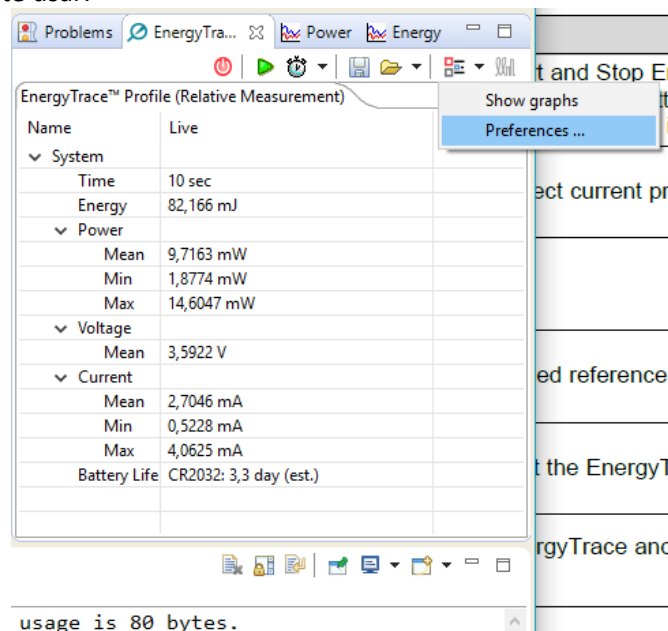 Problems EnergyTra... Power Energy
EnergyTrace™ Profile (Relative Measurement)
Show graphs
Preferences ...
Name Live
System
Time 10 sec
Energy 82,166 mJ
Power
Mean 9,7163 mW
Min 1,8774 mW
Max 14,6047 mW
Voltage
Mean 3,5922 V
Current
Mean 2,7046 mA
Min 0,5228 mA
Max 4,0625 mA
Battery Life CR2032: 3,3 day (est.)
usage is 80 bytes.
t and Stop E
ect current pr
ed reference
t the EnergyT
rgyTrace and